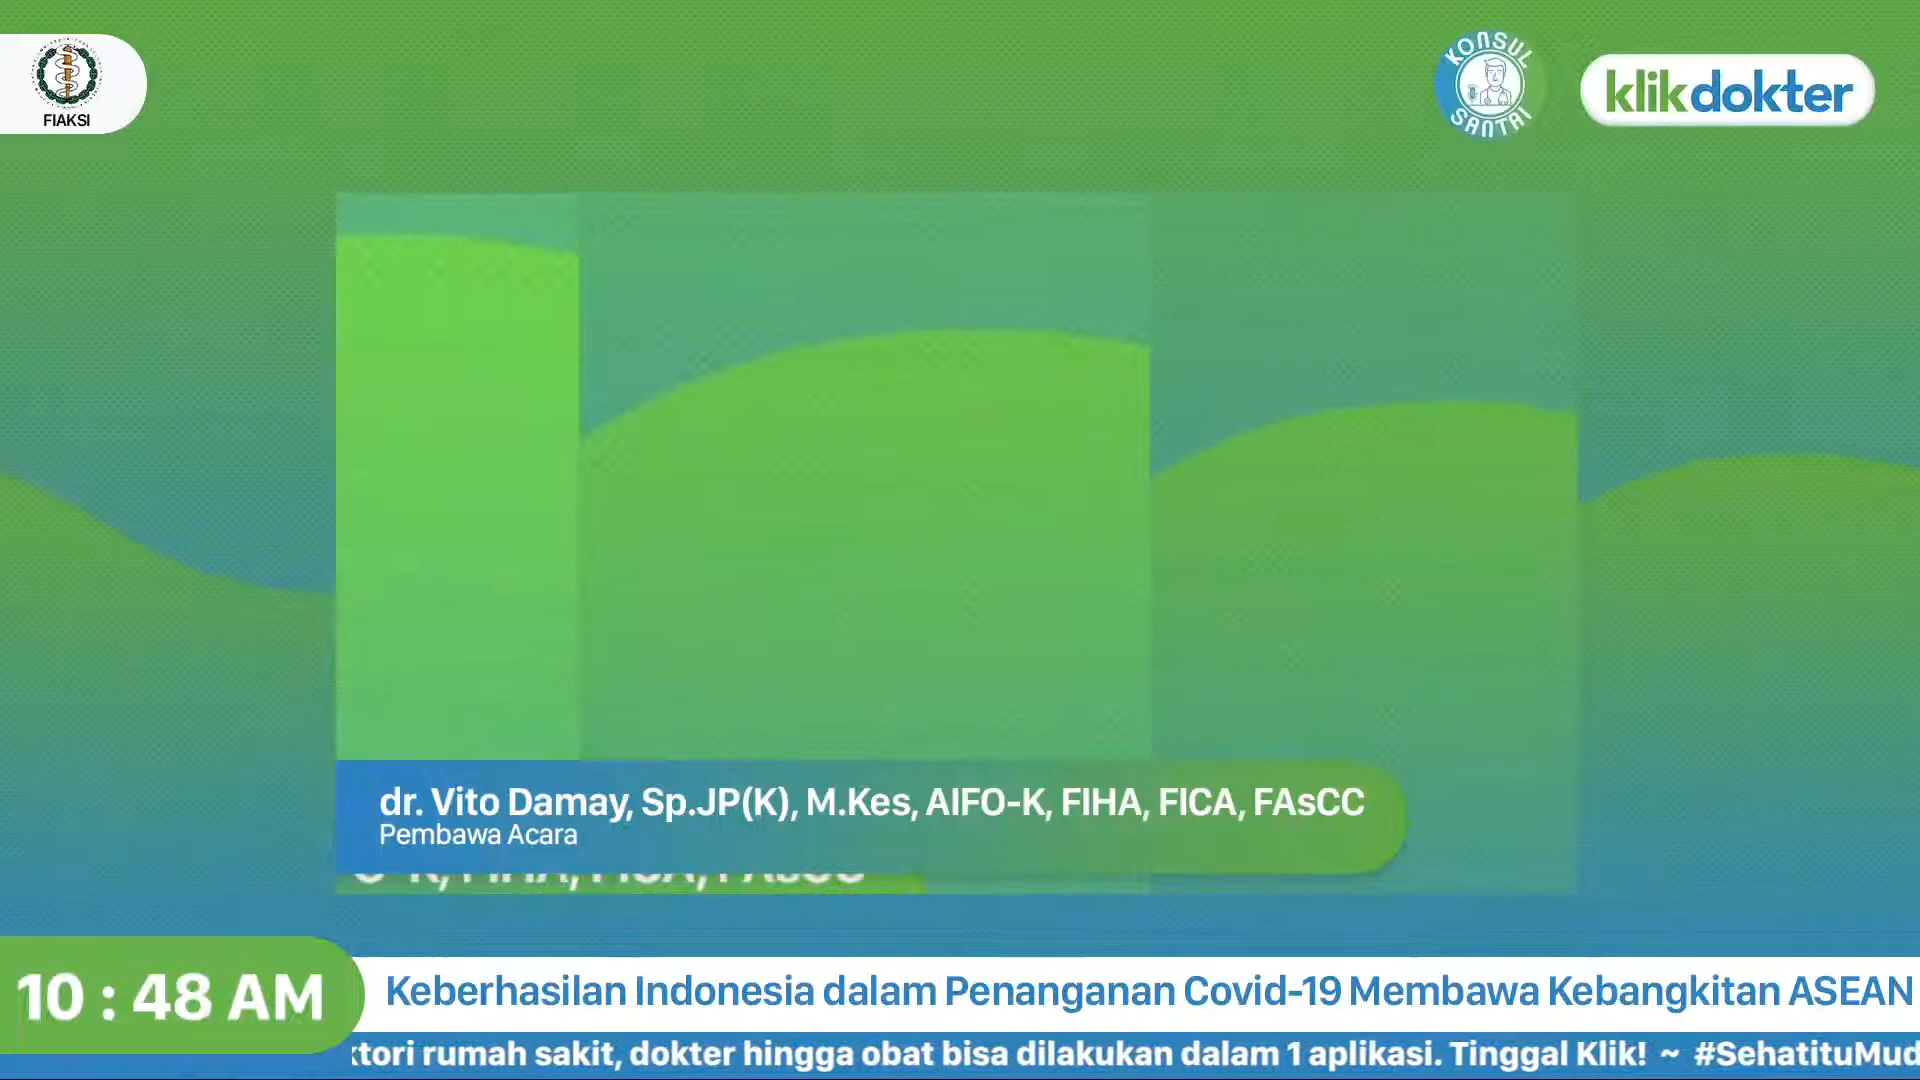 FIAKSI
KONSUL
SANTAI
klikdokter
dr. Vito Damay, Sp.JP(K), M.Kes, AIFO-K, FIHA, FICA, FAsCC
Pembawa Acara
10 : 48 AM
Keberhasilan Indonesia dalam Penanganan Covid-19 Membawa Kebangkitan ASEAN
rumah sakit, dokter hingga obat bisa dilakukan dalam 1 aplikasi. Tinggal Klik! ~